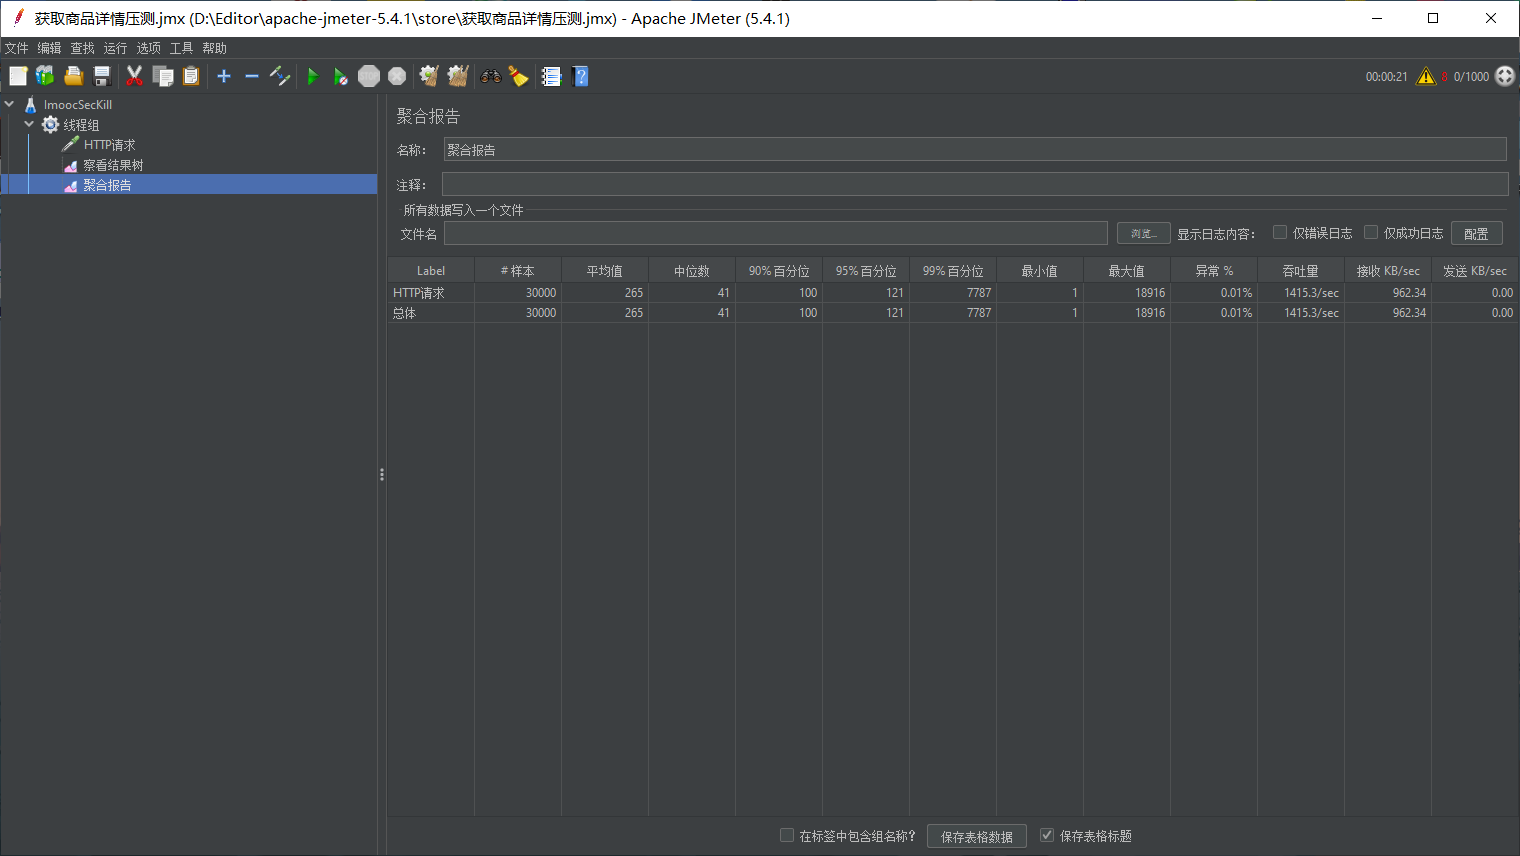 获取商品详情压测.jmx (D:\Editor\apache-jmeter-5.4.1\store\获取商品详情压测.jmx) - Apache JMeter (5.4.1)
文件 编辑 查找 运行 选项 工具 帮助
STOP 00:00:21 8 0/1000
ImoocSecKill
线程组
HTTP请求
察看结果树
聚合报告
聚合报告
名称： 聚合报告
注释：
所有数据写入一个文件
文件名 浏览... 显示日志内容： 仅错误日志 仅成功日志 配置
Label # 样本 平均值 中位数 90% 百分位 95% 百分位 99% 百分位 最小值 最大值 异常 % 吞吐量 接收 KB/sec 发送 KB/sec
HTTP请求 30000 265 41 100 121 7787 1 18916 0.01% 1415.3/sec 962.34 0.00
总体 30000 265 41 100 121 7787 1 18916 0.01% 1415.3/sec 962.34 0.00
在标签中包含组名称？ 保存表格数据 保存表格标题